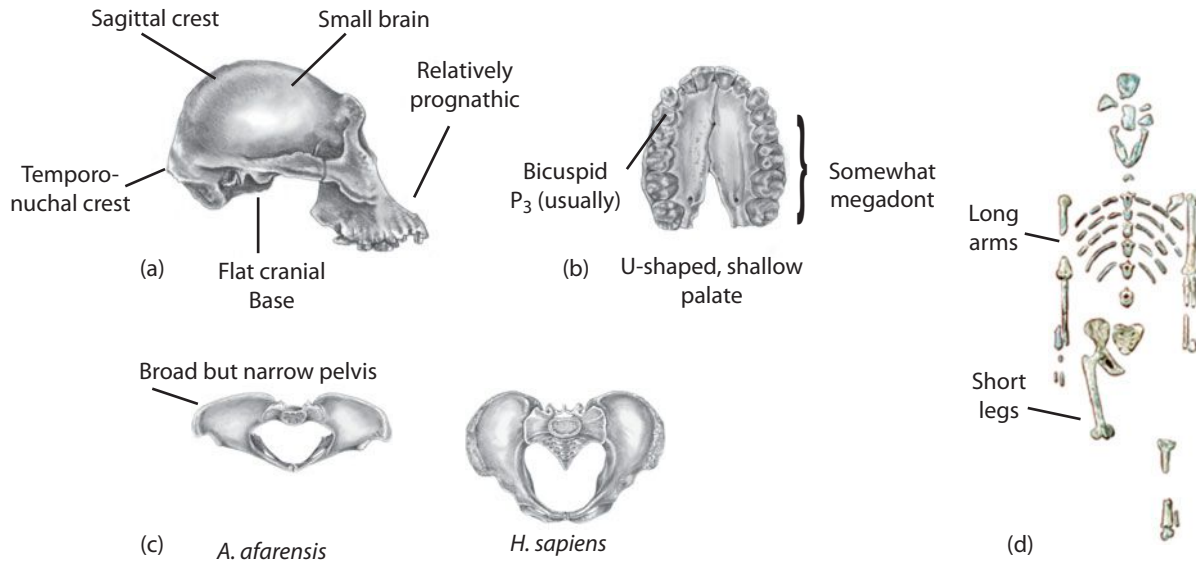 Sagittal crest
Small brain
Relatively
prognathic
Temporo-
nuchal crest
(a)
Flat cranial
Base
Bicuspid
P3 (usually)
Somewhat
megadont
(b)
U-shaped, shallow
palate
Long
arms
Short
legs
(d)
Broad but narrow pelvis
(c)
A. afarensis
H. sapiens